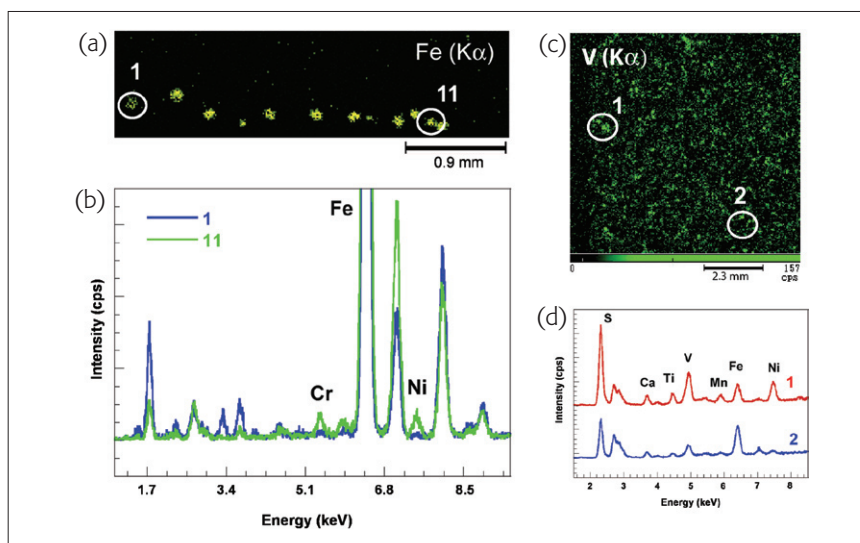 (a)
Fe (Kα)
1
11
0.9 mm
(b)
1
11
Fe
Cr
Ni
Intensity (cps)
1.7 3.4 5.1 6.8 8.5
Energy (keV)
(c)
V (Kα)
1
2
0 157
cps
2.3 mm
(d)
S
Ca Ti V Mn Fe Ni
1
2
Intensity (cps)
2 3 4 5 6 7 8
Energy (keV)